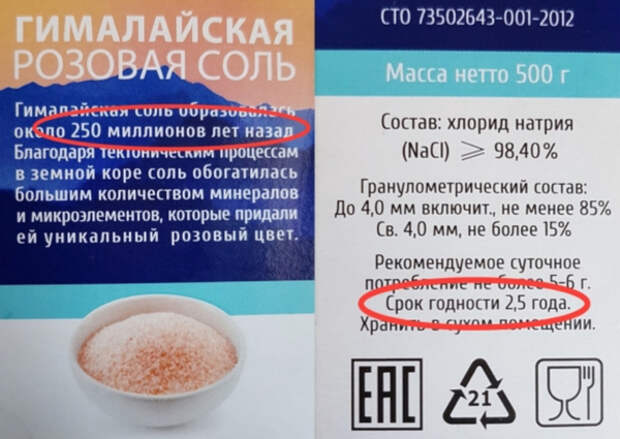 ГИМАЛАЙСКАЯ
РОЗОВАЯ СОЛЬ
Гималайская соль образовалась
около 250 миллионов лет назад
Благодаря тектоническим процессам
в земной коре соль обогатилась
большим количеством минералов
и микроэлементов, которые придали
ей уникальный розовый цвет.
СТО 73502643-001-2012
Масса нетто 500 г
Состав: хлорид натрия
(NaCl) ⩾ 98,40%
Гранулометрический состав:
До 4,0 мм включит., не менее 85%
Св. 4,0 мм, не более 15%
Рекомендуемое суточное
потребление не более 5-6 г.
Срок годности 2,5 года.
Хранить в сухом помещении.
EAC
21